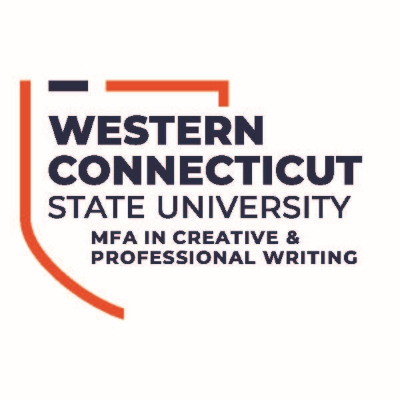 WESTERN
CONNECTICUT
STATE UNIVERSITY
MFA IN CREATIVE &
PROFESSIONAL WRITING